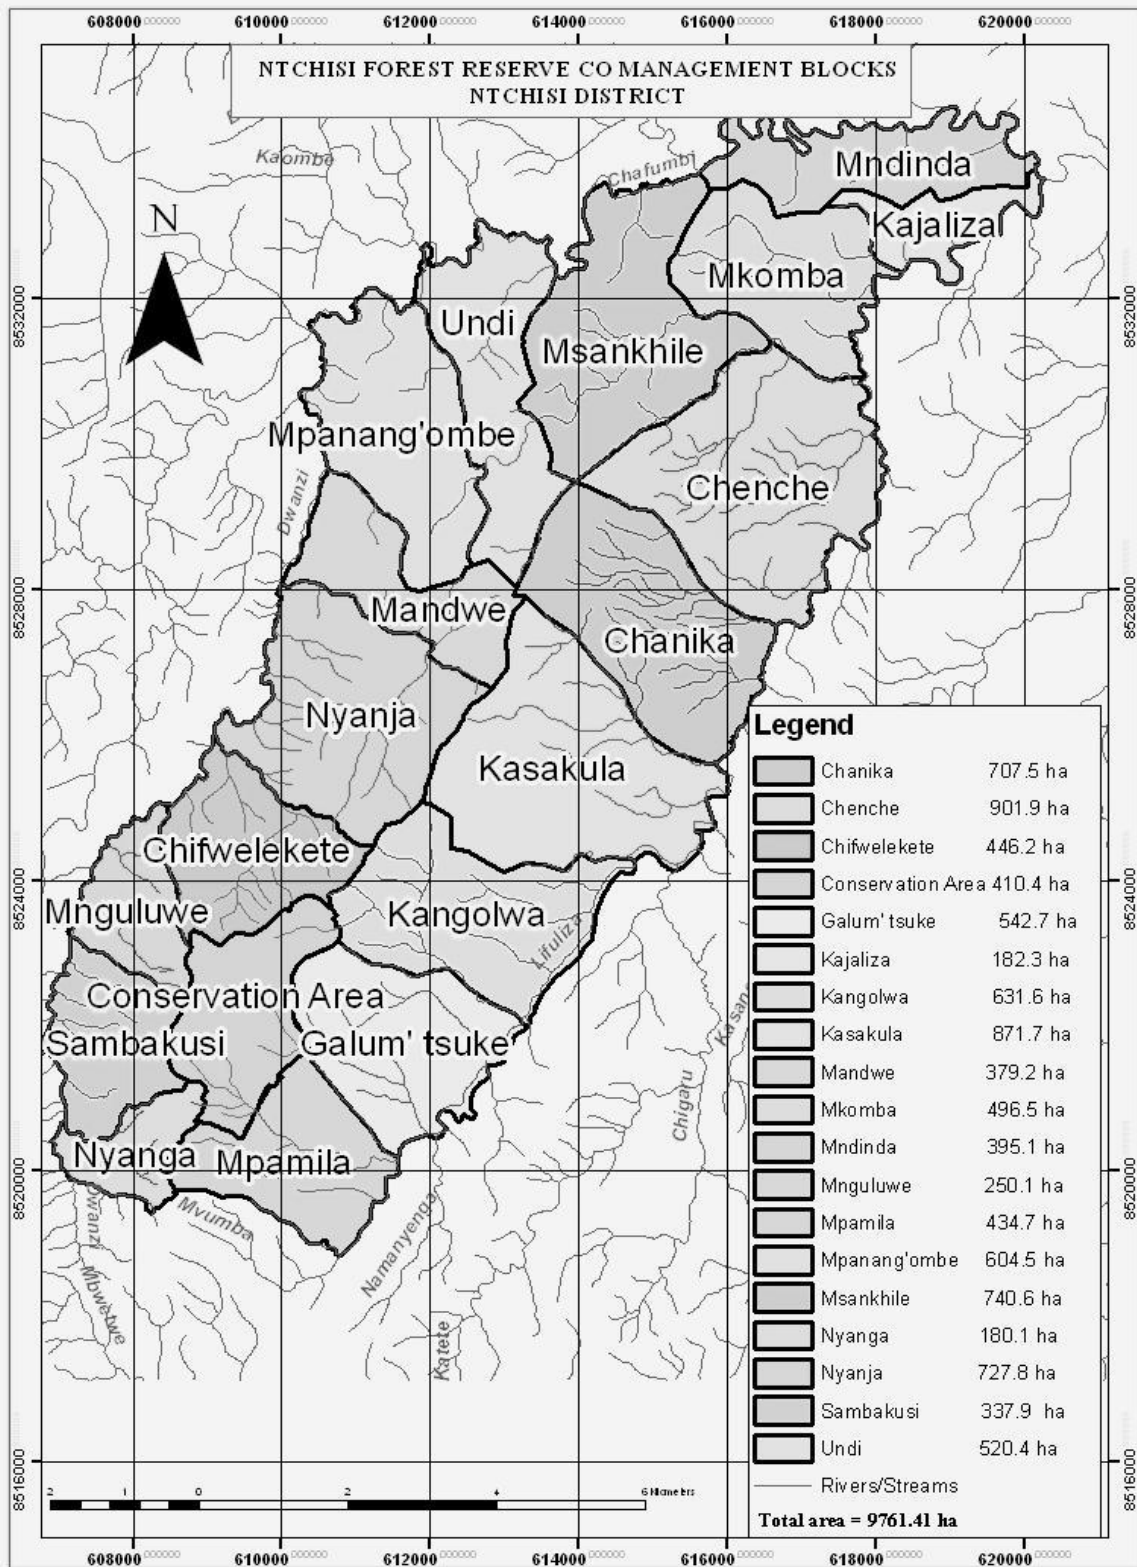 608000 610000 612000 614000 616000 618000 620000
NTCHISI FOREST RESERVE CO MANAGEMENT BLOCKS
NTCHISI DISTRICT
Kaombe
Chafumbi
Mndinda
N
Kajaliza
Mkomba
8532000
8532000
Undi
Msankhile
Mpanang'ombe
Chenche
Dwanzi
8528000
8528000
Mandwe
Chanika
Nyanja
Kasakula
Chifwelekete
8524000
8524000
Mnguluwe
Kangolwa
Lifuliza
Conservation Area
Sambakusi
Galum' tsuke
Chigaru
Nyanga
Mpamila
8520000
8520000
Dwanzi
Mvumba
Namanyenga
Mbwetwe
Katete
8516000
8516000
Legend
Chanika 707.5 ha
Chenche 901.9 ha
Chifwelekete 446.2 ha
Conservation Area 410.4 ha
Galum' tsuke 542.7 ha
Kajaliza 182.3 ha
Kangolwa 631.6 ha
Kasakula 871.7 ha
Mandwe 379.2 ha
Mkomba 496.5 ha
Mndinda 395.1 ha
Mnguluwe 250.1 ha
Mpamila 434.7 ha
Mpanang'ombe 604.5 ha
Msankhile 740.6 ha
Nyanga 180.1 ha
Nyanja 727.8 ha
Sambakusi 337.9 ha
Undi 520.4 ha
Rivers/Streams
Total area = 9761.41 ha
2 1 0 2 4 6 Kilometers
608000 610000 612000 614000 616000 618000 620000